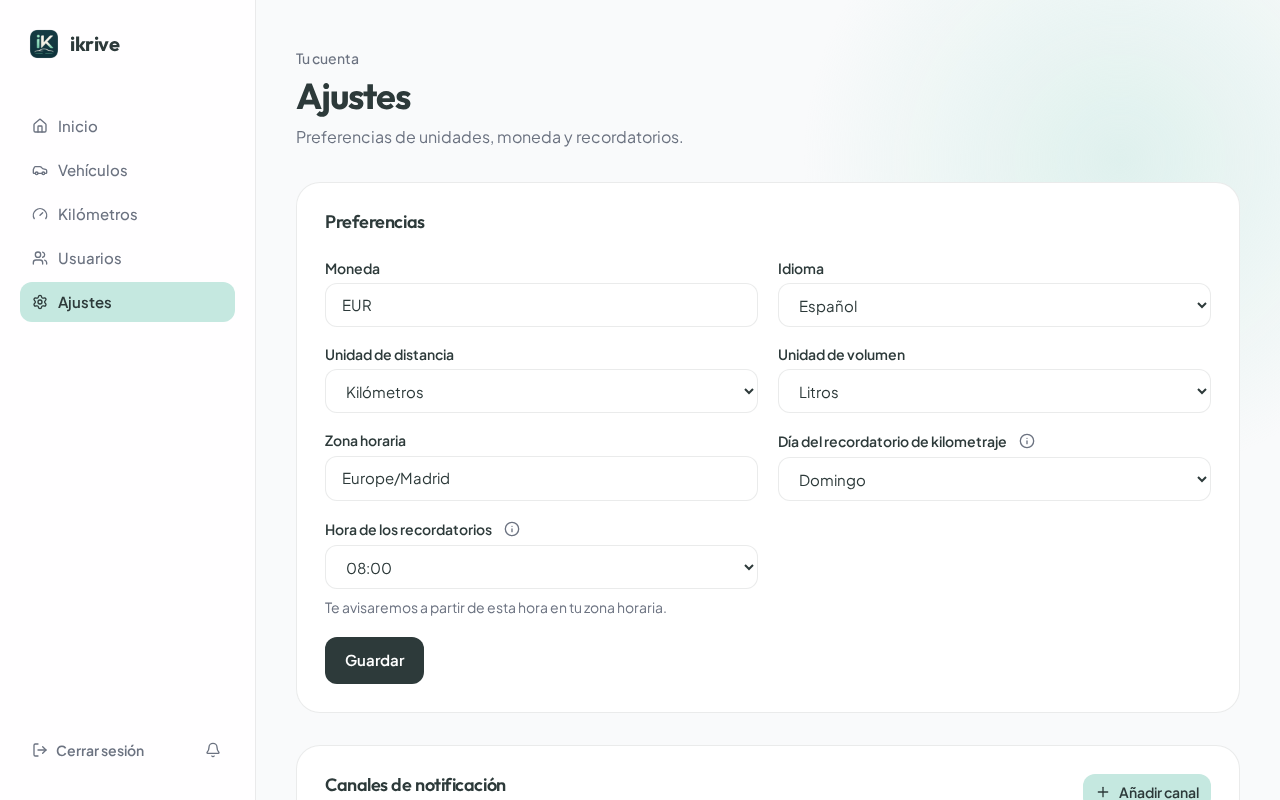 iK ikrive
Inicio
Vehículos
Kilómetros
Usuarios
Ajustes
Cerrar sesión
Tu cuenta
Ajustes
Preferencias de unidades, moneda y recordatorios.
Preferencias
Moneda
EUR
Idioma
Español
Unidad de distancia
Kilómetros
Unidad de volumen
Litros
Zona horaria
Europe/Madrid
Día del recordatorio de kilometraje
Domingo
Hora de los recordatorios
08:00
Te avisaremos a partir de esta hora en tu zona horaria.
Guardar
Canales de notificación
Añadir canal